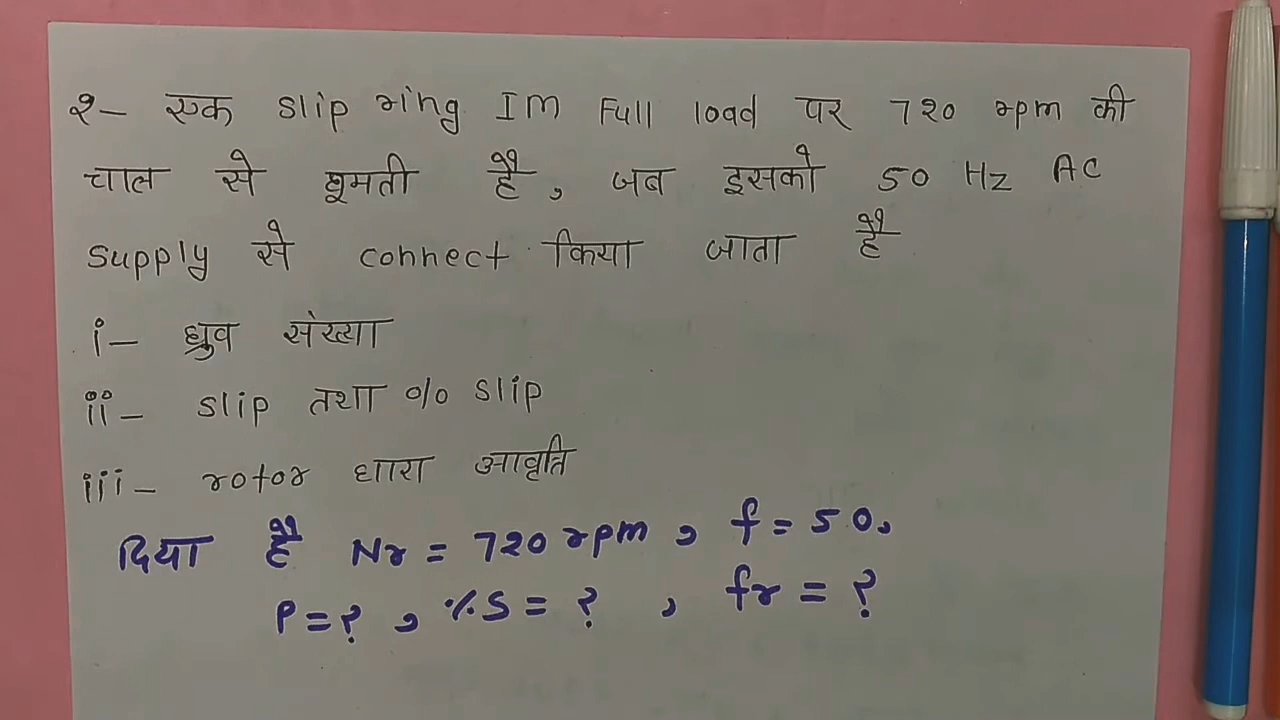 २- एक slip ring IM Full load पर 720 rpm की
चाल से घूमती है, जब इसको 50 Hz AC
supply से connect किया जाता है
i- ध्रुव संख्या
ii- slip तथा % slip
iii- rotor धारा आवृति
दिया है Nr = 720 rpm, f = 50,
P = ?, %S = ?, fr = ?